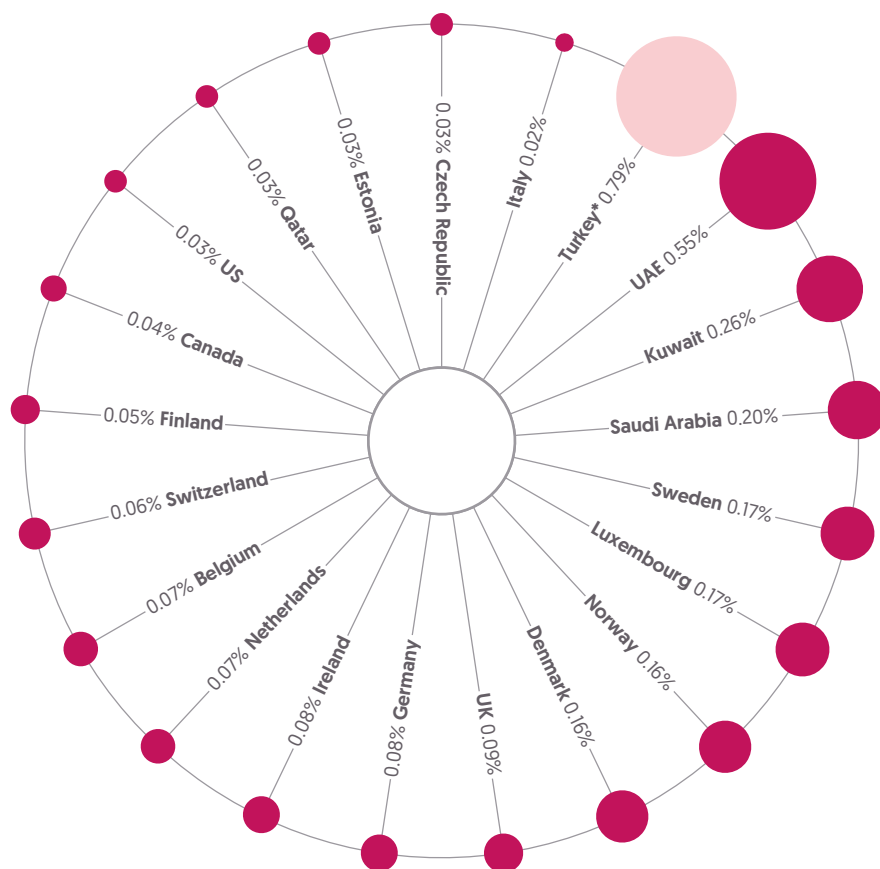 Turkey* 0.79%
UAE 0.55%
Kuwait 0.26%
Saudi Arabia 0.20%
Sweden 0.17%
Luxembourg 0.17%
Norway 0.16%
Denmark 0.16%
UK 0.09%
0.08% Germany
0.08% Ireland
0.07% Netherlands
0.07% Belgium
0.06% Switzerland
0.05% Finland
0.04% Canada
0.03% US
0.03% Qatar
0.03% Estonia
0.03% Czech Republic
Italy 0.02%